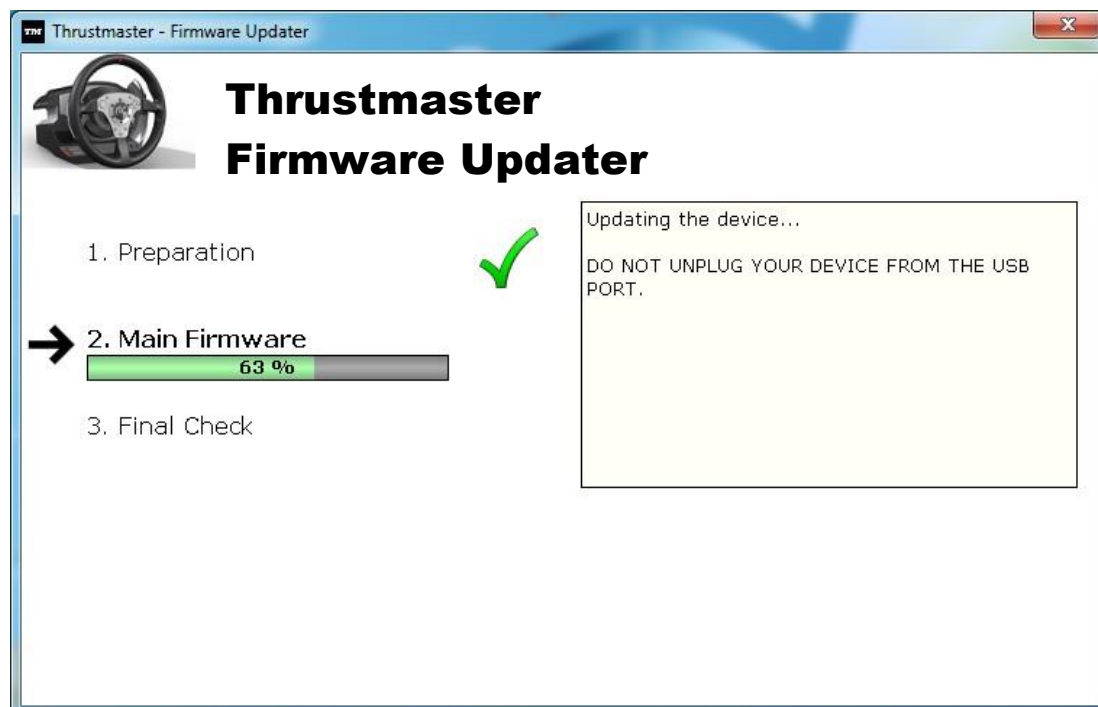 TM Thrustmaster - Firmware Updater
Thrustmaster
Firmware Updater
1. Preparation
Updating the device...
DO NOT UNPLUG YOUR DEVICE FROM THE USB
PORT.
2. Main Firmware
63 %
3. Final Check